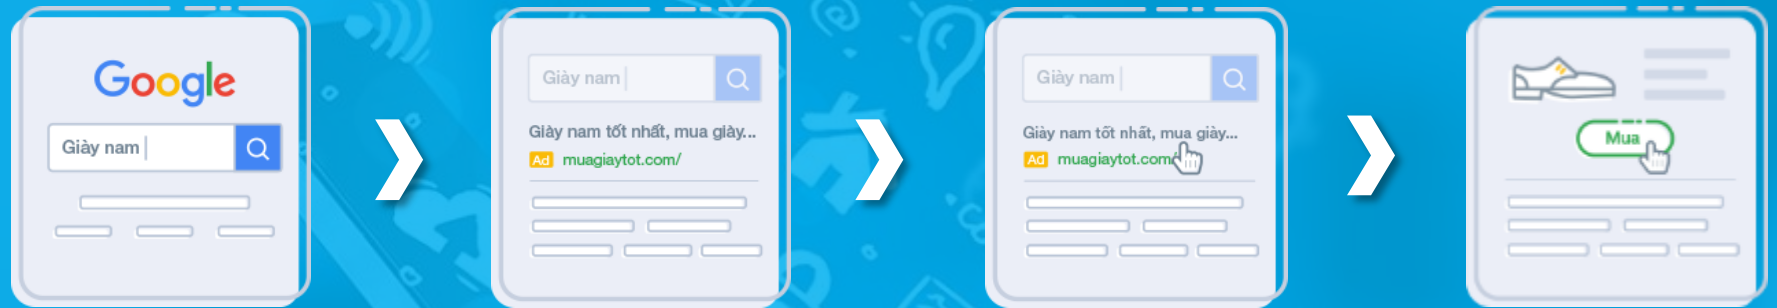 Google
Giày nam
Giày nam
Giày nam tốt nhất, mua giày...
Ad muagiaytot.com/
Giày nam
Giày nam tốt nhất, mua giày...
Ad muagiaytot.com/
Mua